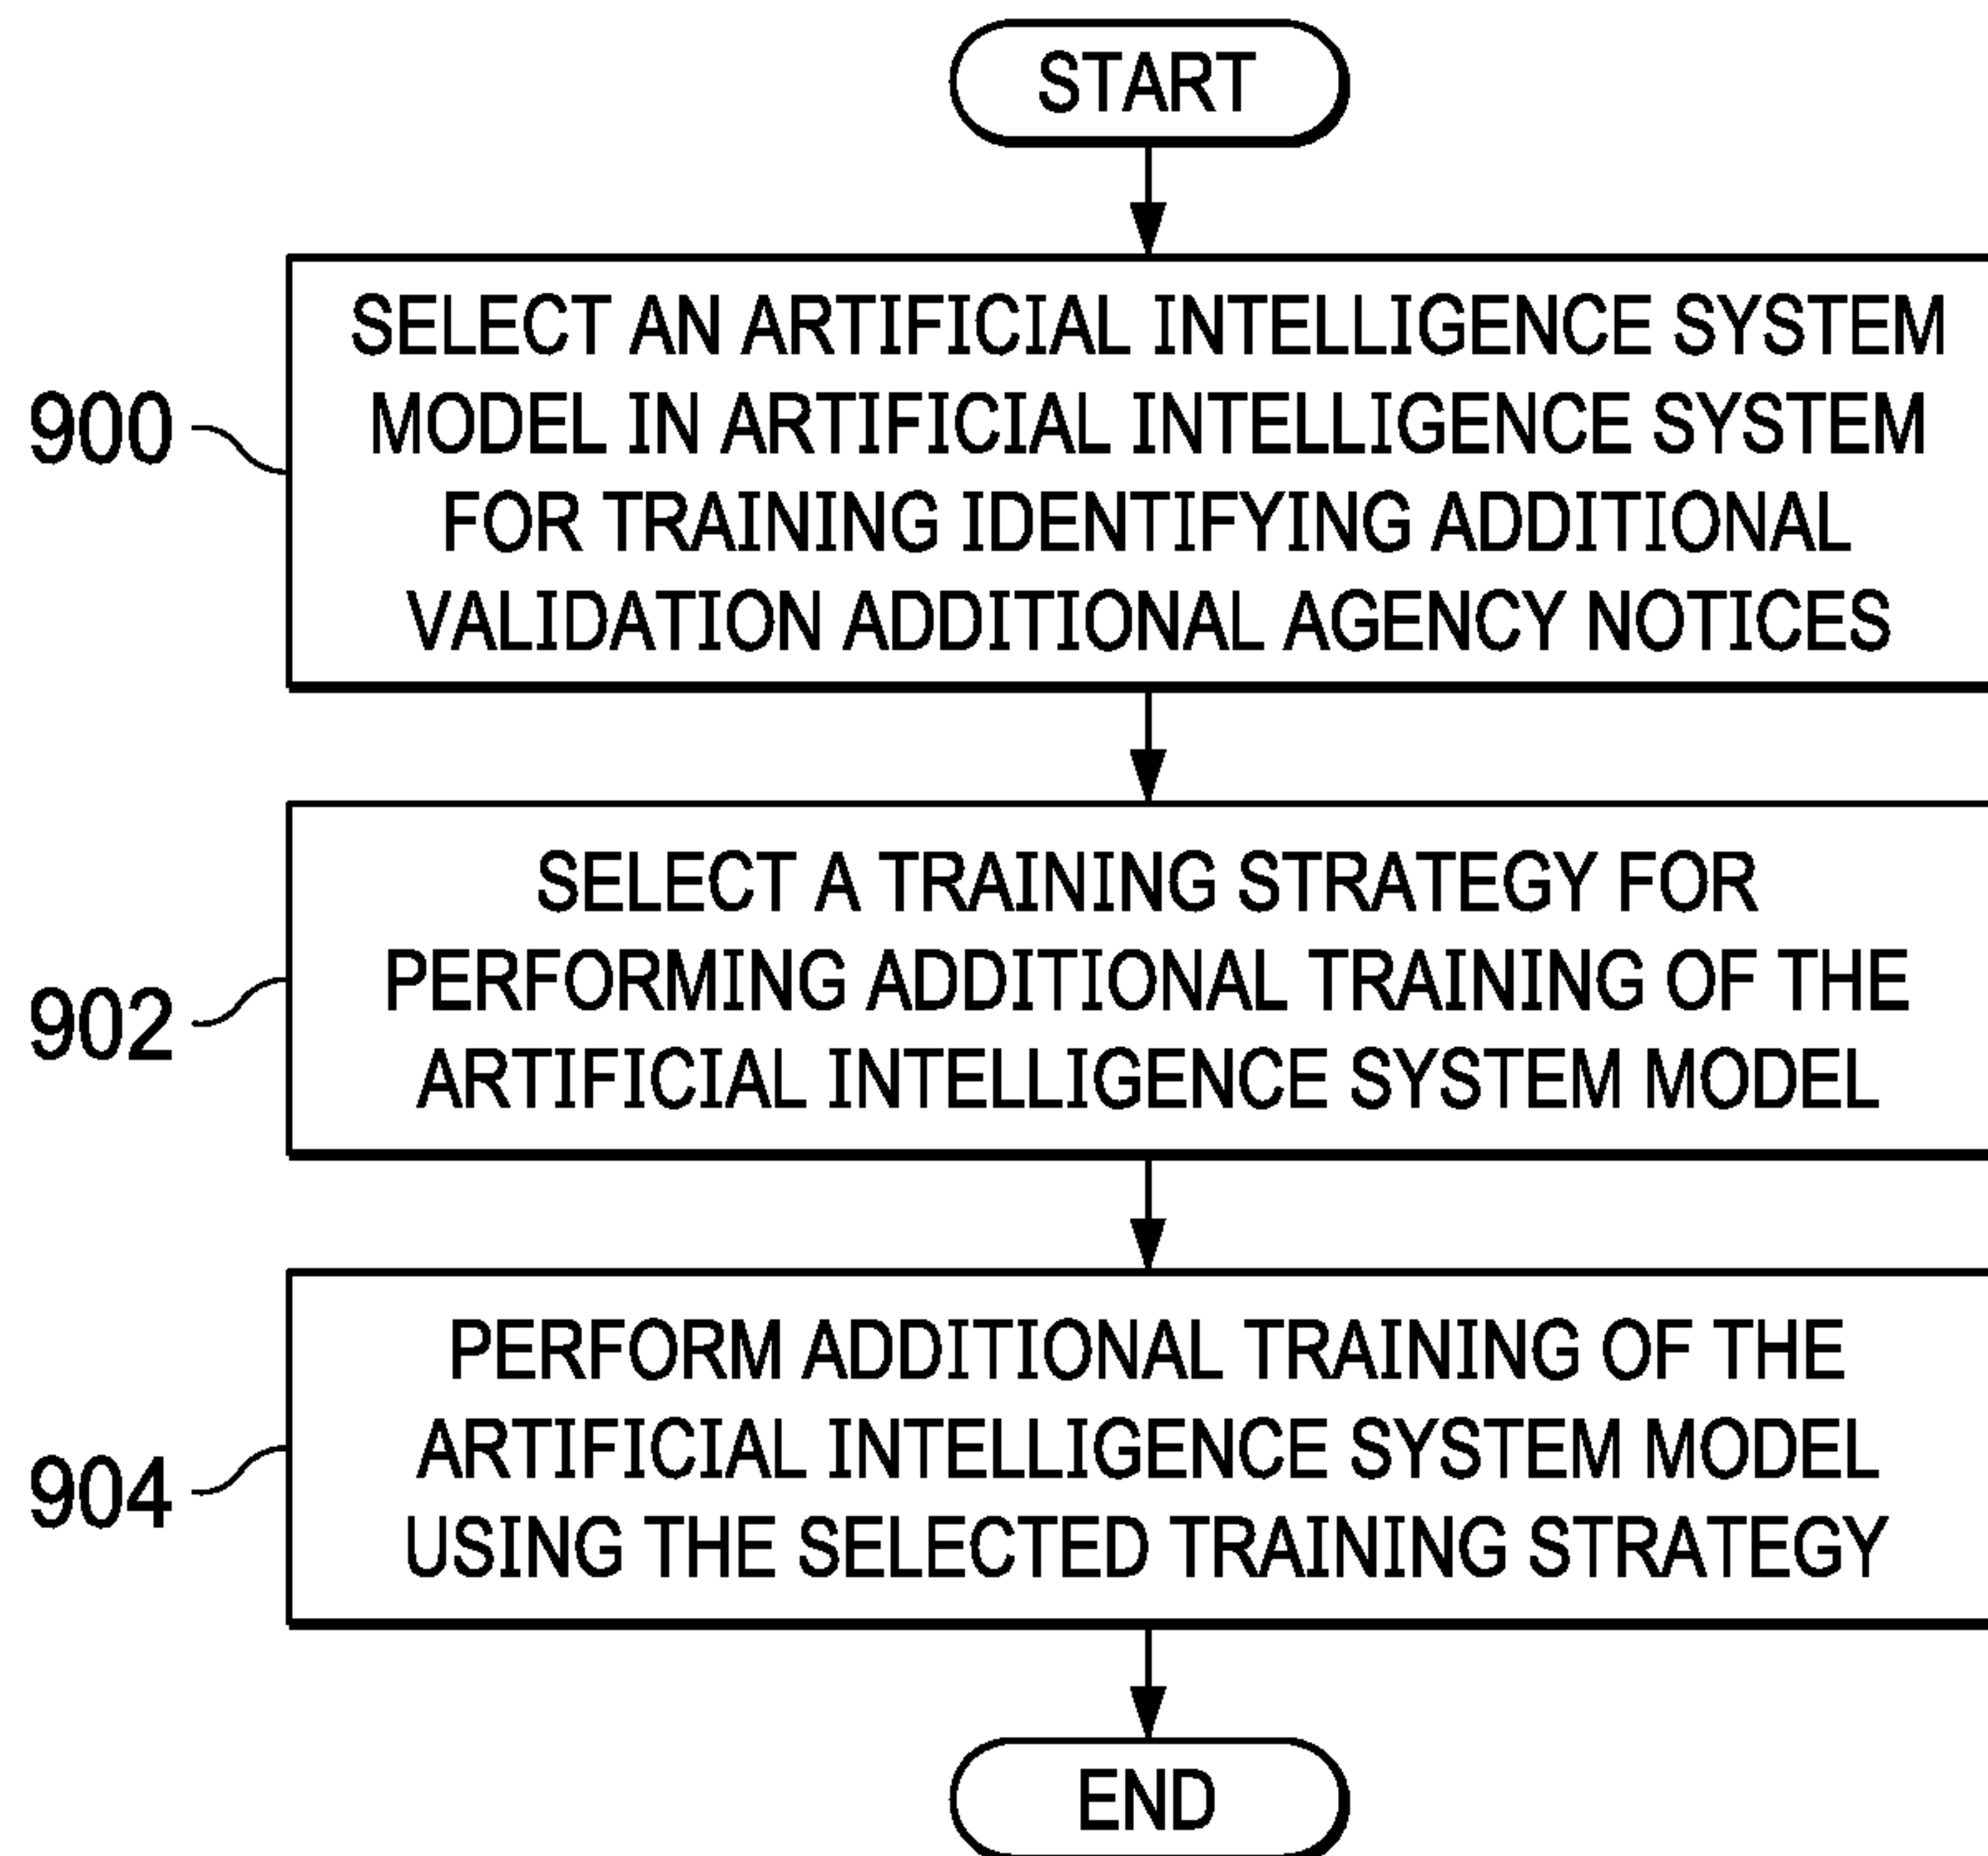 START
SELECT AN ARTIFICIAL INTELLIGENCE SYSTEM
MODEL IN ARTIFICIAL INTELLIGENCE SYSTEM
FOR TRAINING IDENTIFYING ADDITIONAL
VALIDATION ADDITIONAL AGENCY NOTICES
900
SELECT A TRAINING STRATEGY FOR
PERFORMING ADDITIONAL TRAINING OF THE
ARTIFICIAL INTELLIGENCE SYSTEM MODEL
902
PERFORM ADDITIONAL TRAINING OF THE
ARTIFICIAL INTELLIGENCE SYSTEM MODEL
USING THE SELECTED TRAINING STRATEGY
904
END